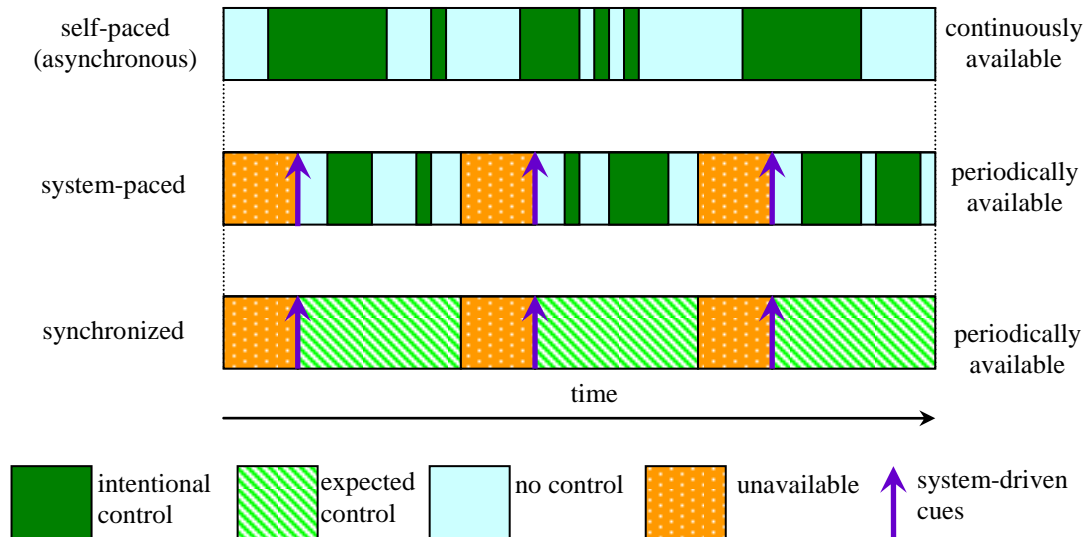 self-paced
(asynchronous)
continuously
available
system-paced
periodically
available
synchronized
periodically
available
time
intentional
control
expected
control
no control
unavailable
system-driven
cues